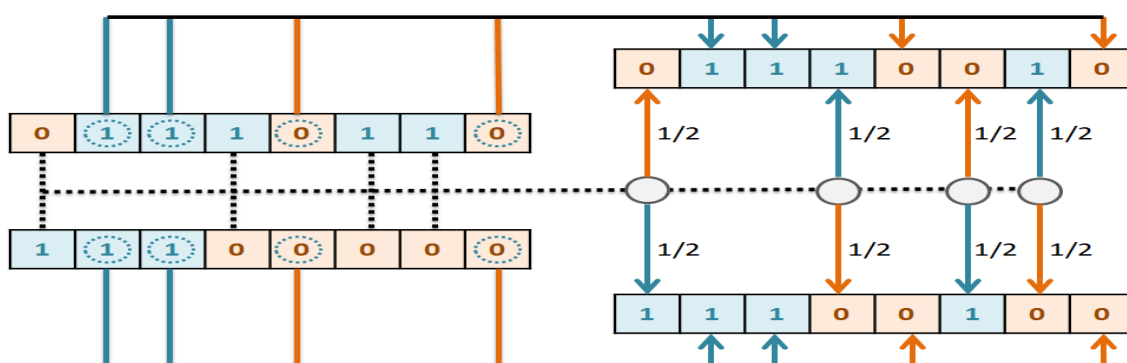 0 1 1 1 0 0 1 0
0 1 1 1 0 1 1 0
1/2 1/2 1/2 1/2
1 1 1 0 0 0 0 0
1/2 1/2 1/2 1/2
1 1 1 0 0 1 0 0